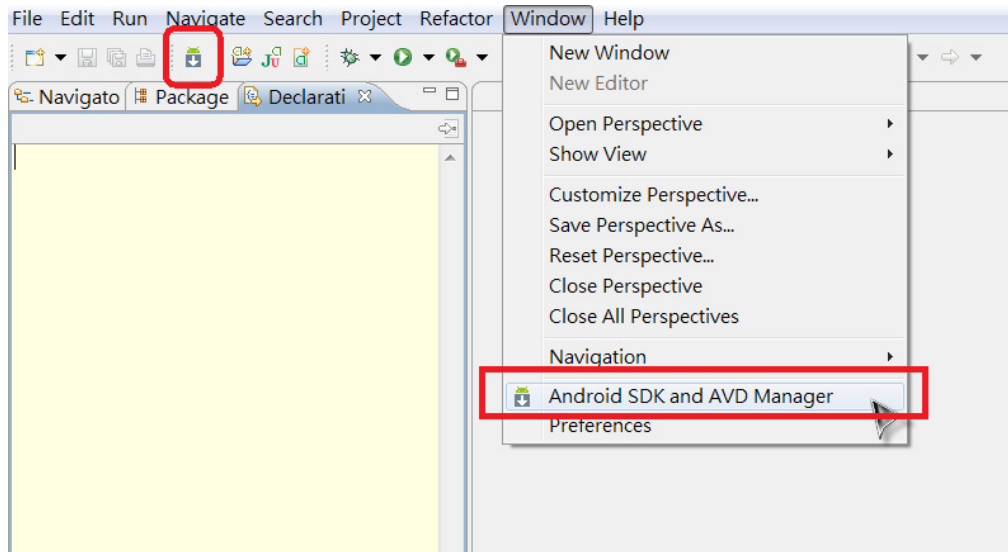 File Edit Run Navigate Search Project Refactor Window Help
Navigato Package Declarati
New Window
New Editor
Open Perspective
Show View
Customize Perspective...
Save Perspective As...
Reset Perspective...
Close Perspective
Close All Perspectives
Navigation
Android SDK and AVD Manager
Preferences